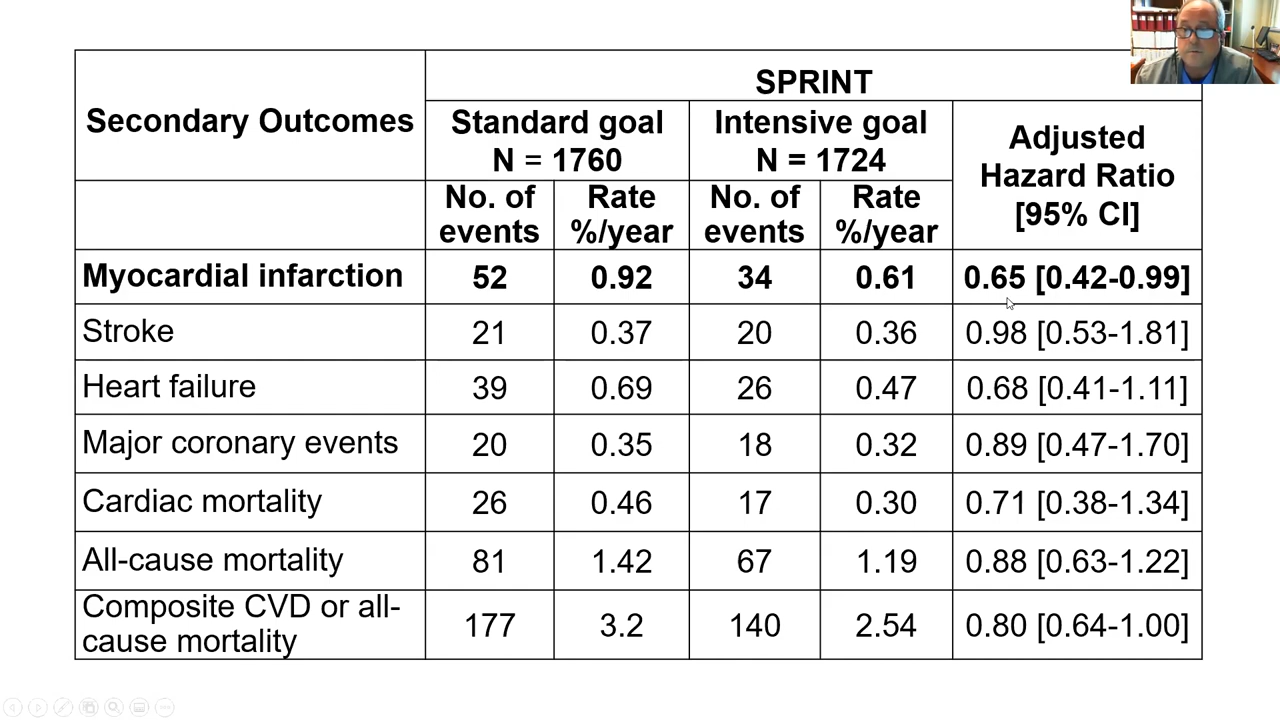 SPRINT
Secondary Outcomes
Standard goal
N = 1760
Intensive goal
N = 1724
Adjusted
Hazard Ratio
[95% CI]
No. of
events
Rate
%/year
No. of
events
Rate
%/year
Myocardial infarction 52 0.92 34 0.61 0.65 [0.42-0.99]
Stroke 21 0.37 20 0.36 0.98 [0.53-1.81]
Heart failure 39 0.69 26 0.47 0.68 [0.41-1.11]
Major coronary events 20 0.35 18 0.32 0.89 [0.47-1.70]
Cardiac mortality 26 0.46 17 0.30 0.71 [0.38-1.34]
All-cause mortality 81 1.42 67 1.19 0.88 [0.63-1.22]
Composite CVD or all-
cause mortality 177 3.2 140 2.54 0.80 [0.64-1.00]